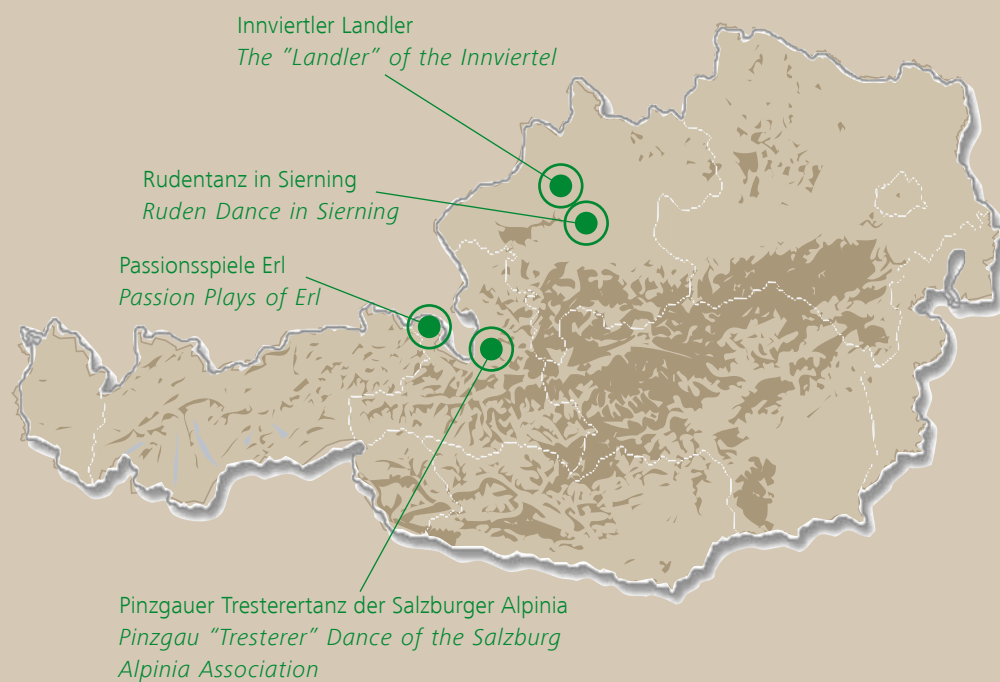 Innviertler Landler
The ”Landler” of the Innviertel
Rudentanz in Sierning
Ruden Dance in Sierning
Passionsspiele Erl
Passion Plays of Erl
Pinzgauer Tresterertanz der Salzburger Alpinia
Pinzgau “Tresterer” Dance of the Salzburg
Alpinia Association